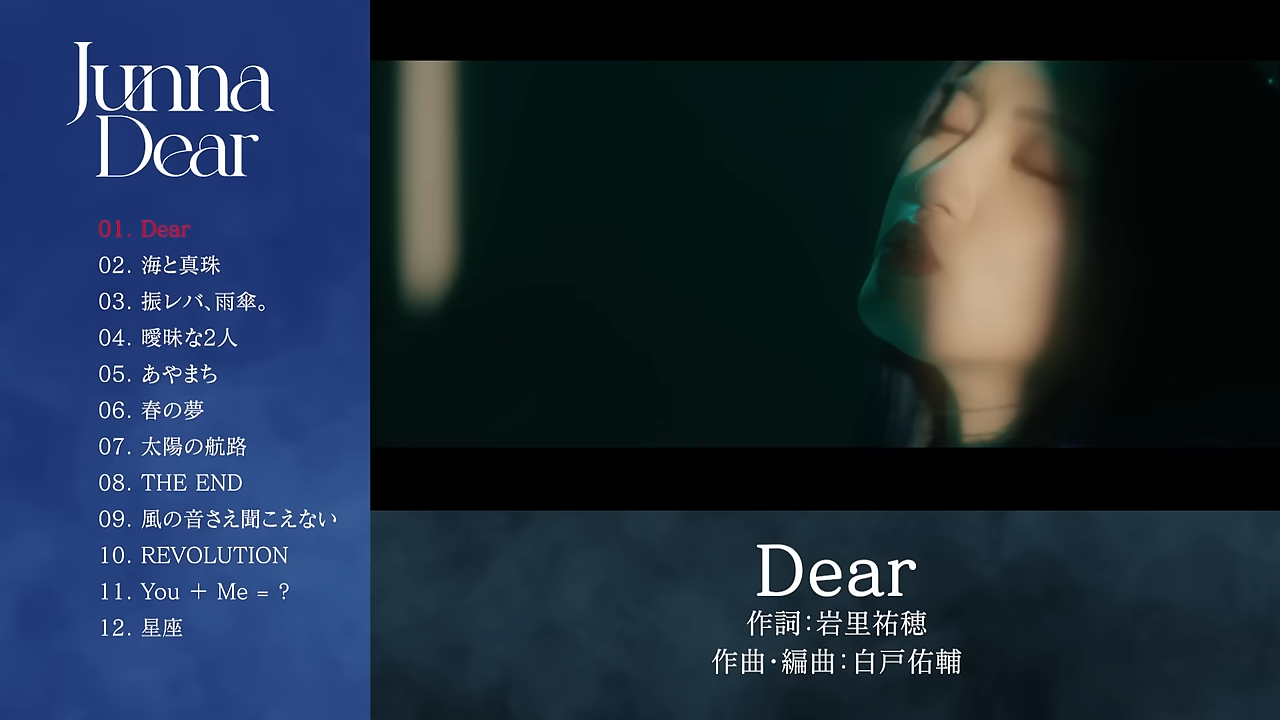 Junna
Dear
01. Dear
02. 海と真珠
03. 振レバ、雨傘。
04. 曖昧な2人
05. あやまち
06. 春の夢
07. 太陽の航路
08. THE END
09. 風の音さえ聞こえない
10. REVOLUTION
11. You + Me = ?
12. 星座
Dear
作詞:岩里祐穂
作曲・編曲:白戸佑輔